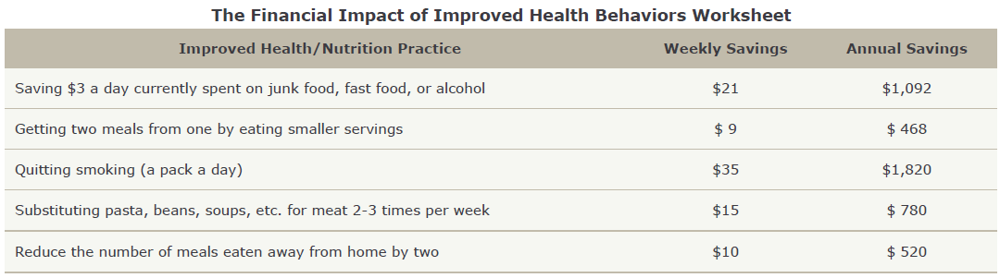 The Financial Impact of Improved Health Behaviors Worksheet
Improved Health/Nutrition Practice Weekly Savings Annual Savings
Saving $3 a day currently spent on junk food, fast food, or alcohol $21 $1,092
Getting two meals from one by eating smaller servings $ 9 $ 468
Quitting smoking (a pack a day) $35 $1,820
Substituting pasta, beans, soups, etc. for meat 2-3 times per week $15 $ 780
Reduce the number of meals eaten away from home by two $10 $ 520